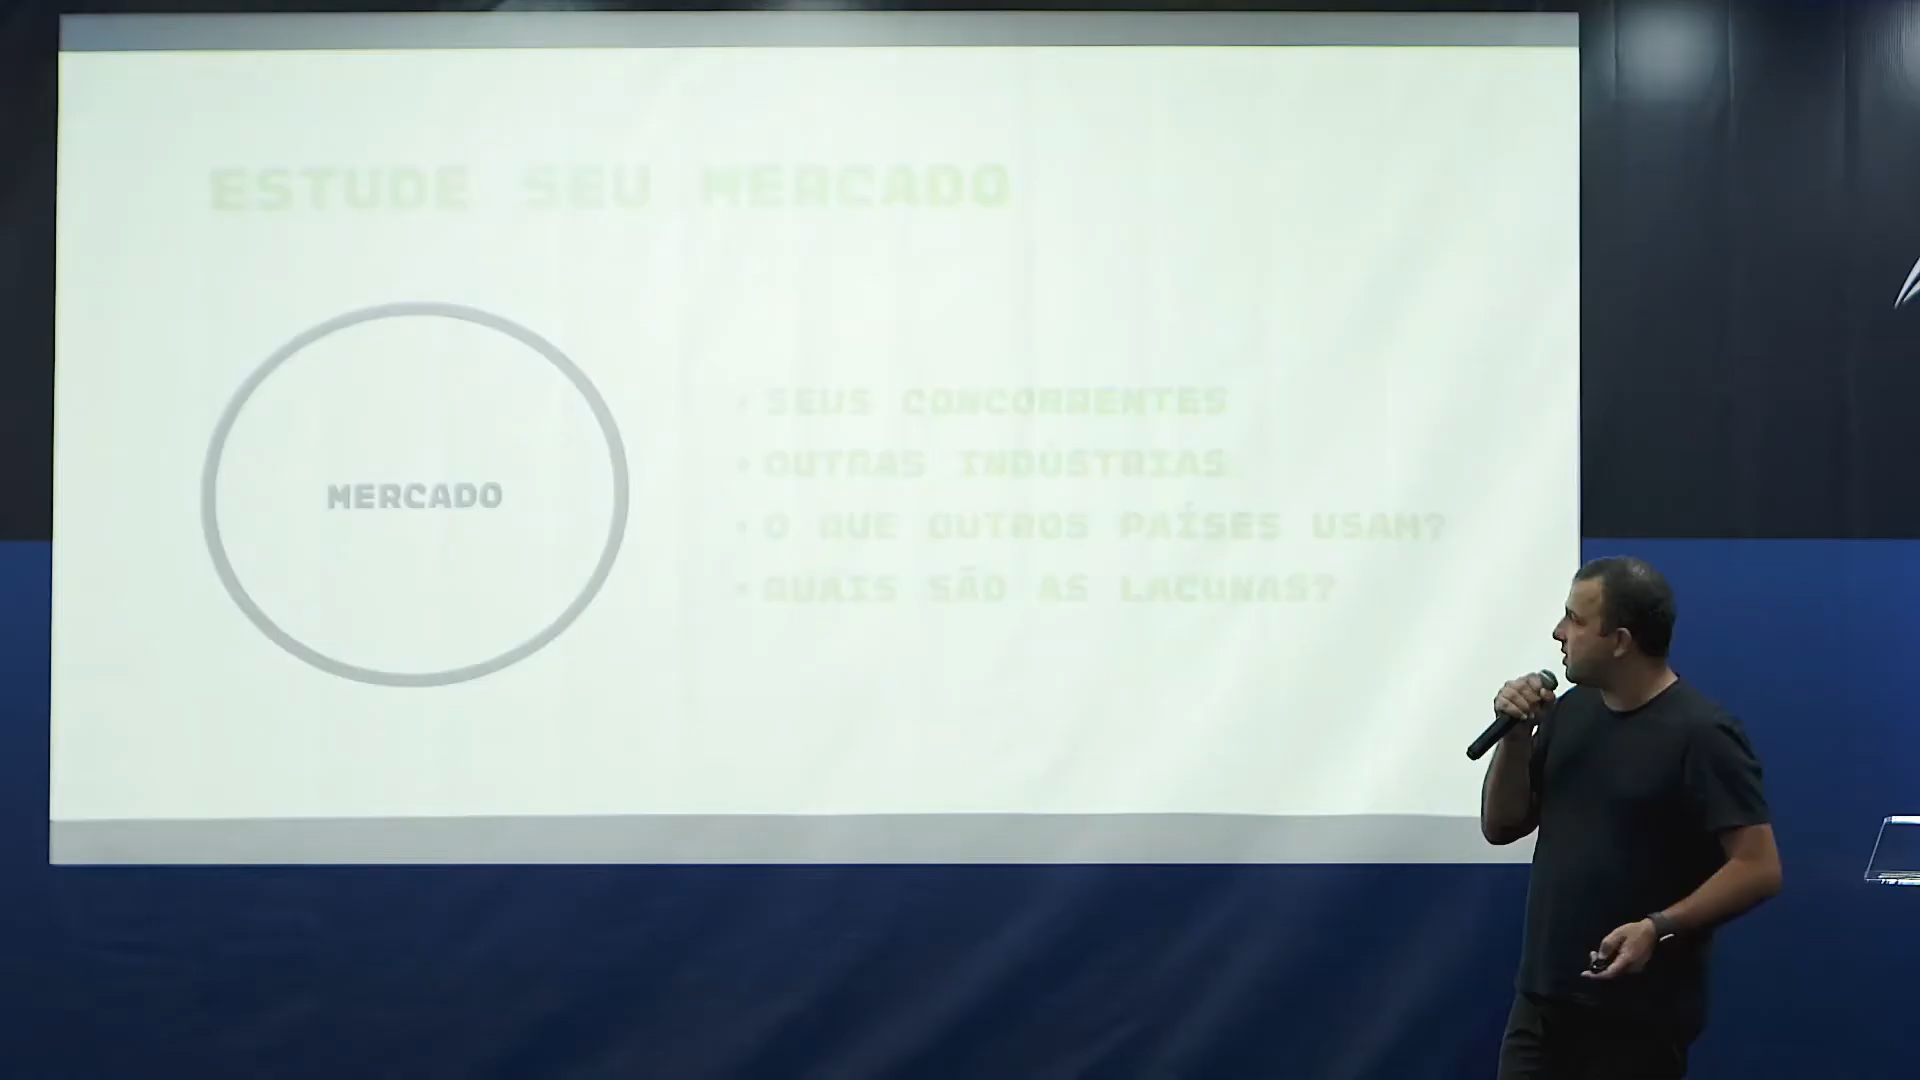 ESTUDE SEU MERCADO
MERCADO
• SEUS CONCORRENTES
• OUTRAS INDÚSTRIAS
• O QUE OUTROS PAÍSES USAM?
• QUAIS SÃO AS LACUNAS?